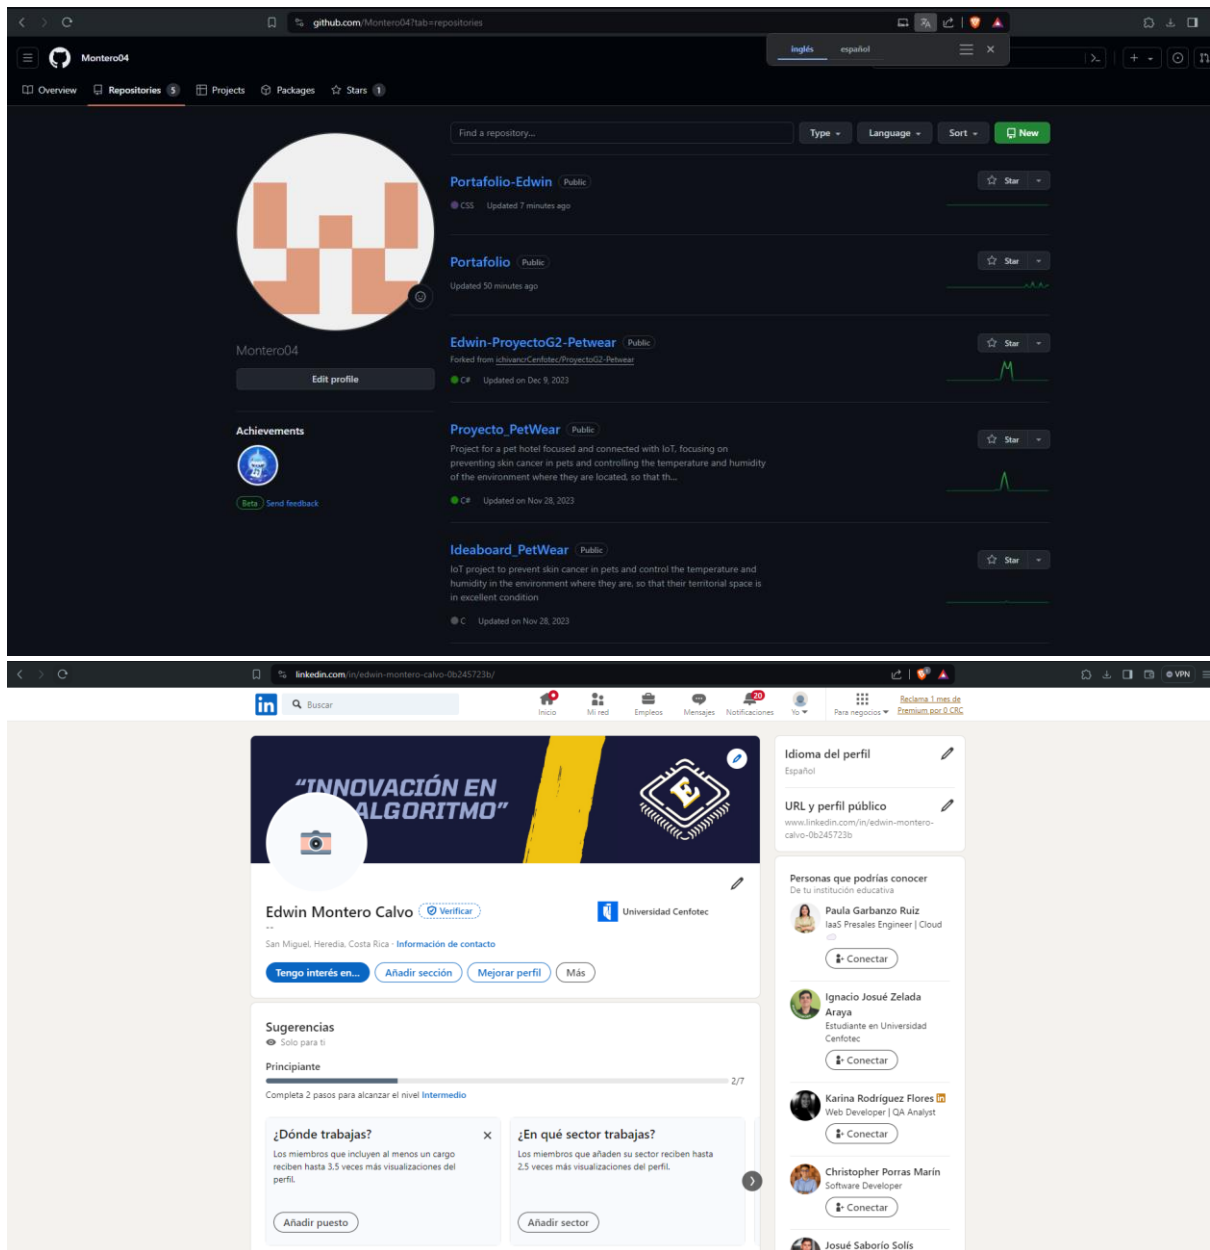 github.com/Montero04?tab=repositories
inglés español
Montero04
Overview Repositories 5 Projects Packages Stars 1
Find a repository... Type Language Sort New
Portafolio-Edwin Public Star
CSS Updated 7 minutes ago
Portafolio Public Star
Updated 50 minutes ago
Montero04
Edit profile
Achievements
Beta Send feedback
Edwin-ProyectoG2-Petwear Public Star
Forked from ichivancrCenfotec/ProyectoG2-Petwear
C# Updated on Dec 9, 2023
Proyecto_PetWear Public Star
Project for a pet hotel focused and connected with IoT, focusing on
preventing skin cancer in pets and controlling the temperature and humidity
of the environment where they are located, so that th...
C# Updated on Nov 28, 2023
Ideaboard_PetWear Public Star
IoT project to prevent skin cancer in pets and control the temperature and
humidity in the environment where they are, so that their territorial space is
in excellent condition
C Updated on Nov 28, 2023
linkedin.com/in/edwin-montero-calvo-0b245723b/
VPN
in Buscar
Inicio Mi red Empleos Mensajes 20 Notificaciones Yo Para negocios
Reclama 1 mes de
Premium por 0 CRC
“INNOVACIÓN EN
ALGORITMO”
E
Edwin Montero Calvo Verificar
--
San Miguel, Heredia, Costa Rica · Información de contacto
Universidad Cenfotec
Tengo interés en... Añadir sección Mejorar perfil Más
Sugerencias
Solo para ti
Principiante
2/7
Completa 2 pasos para alcanzar el nivel Intermedio
¿Dónde trabajas?
Los miembros que incluyen al menos un cargo
reciben hasta 3.5 veces más visualizaciones del
perfil.
Añadir puesto
¿En qué sector trabajas?
Los miembros que añaden su sector reciben hasta
2.5 veces más visualizaciones del perfil.
Añadir sector
Idioma del perfil
Español
URL y perfil público
www.linkedin.com/in/edwin-montero-
calvo-0b245723b
Personas que podrías conocer
De tu institución educativa
Paula Garbanzo Ruiz
IaaS Presales Engineer | Cloud
Conectar
Ignacio Josué Zelada
Araya
Estudiante en Universidad
Cenfotec
Conectar
Karina Rodríguez Flores in
Web Developer | QA Analyst
Conectar
Christopher Porras Marín
Software Developer
Conectar
Josué Saborío Solís